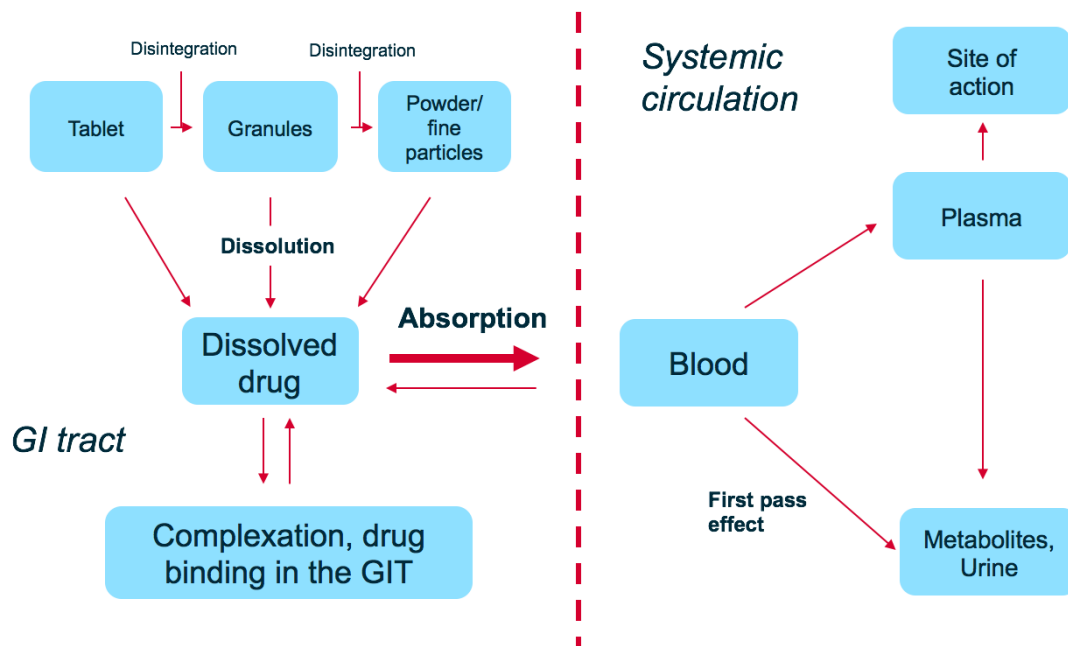 Disintegration
Disintegration
Tablet
Granules
Powder/
fine
particles
Dissolution
Dissolved
drug
Absorption
GI tract
Complexation, drug
binding in the GIT
Systemic
circulation
Site of
action
Plasma
Blood
First pass
effect
Metabolites,
Urine